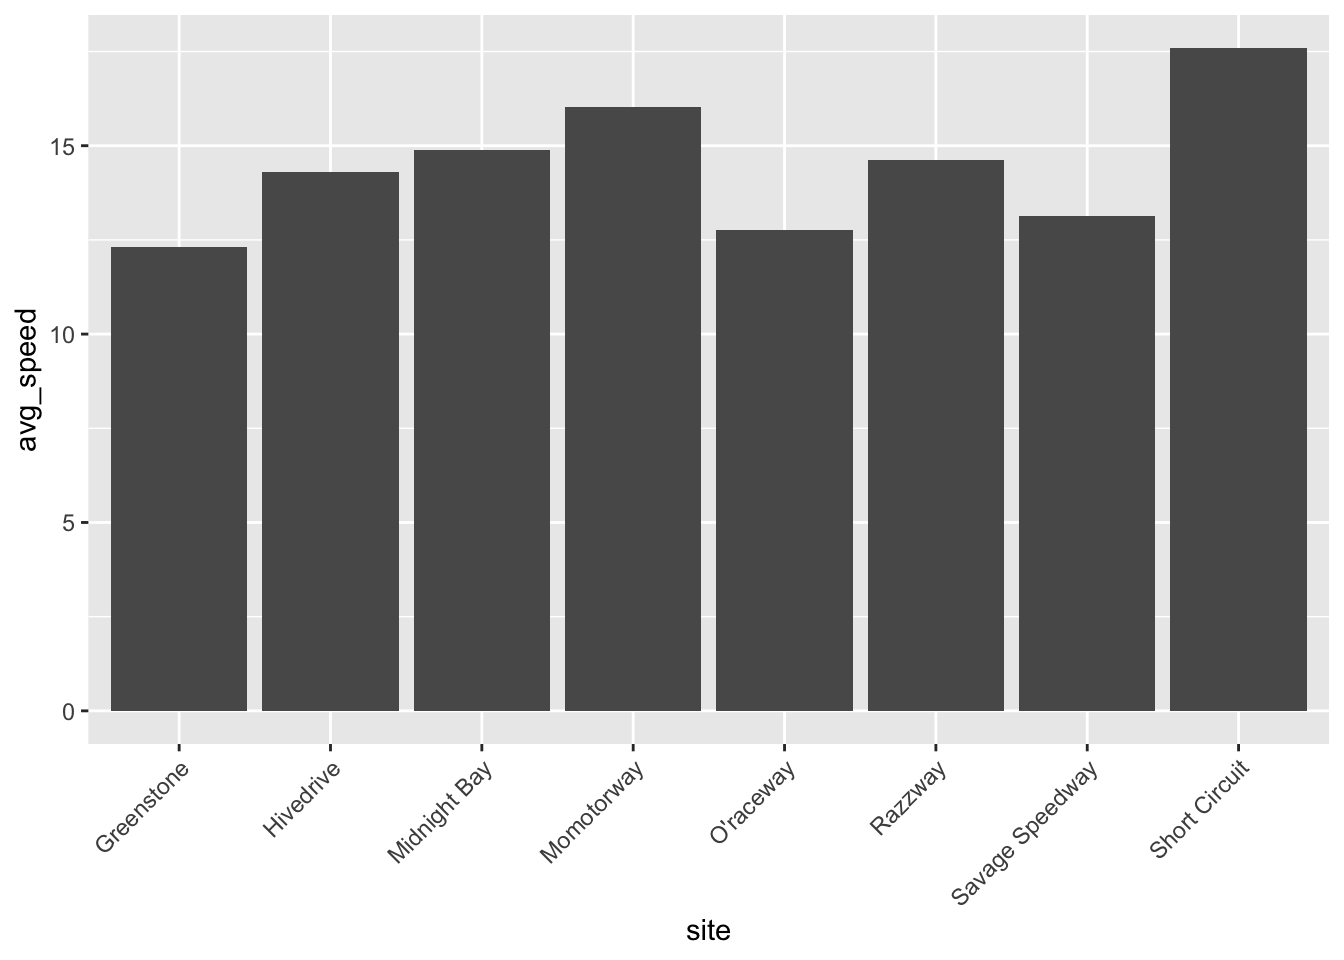 avg_speed
15
10
5
0
Greenstone
Hivedrive
Midnight Bay
Momotorway
O'raceway
Razzway
Savage Speedway
Short Circuit
site